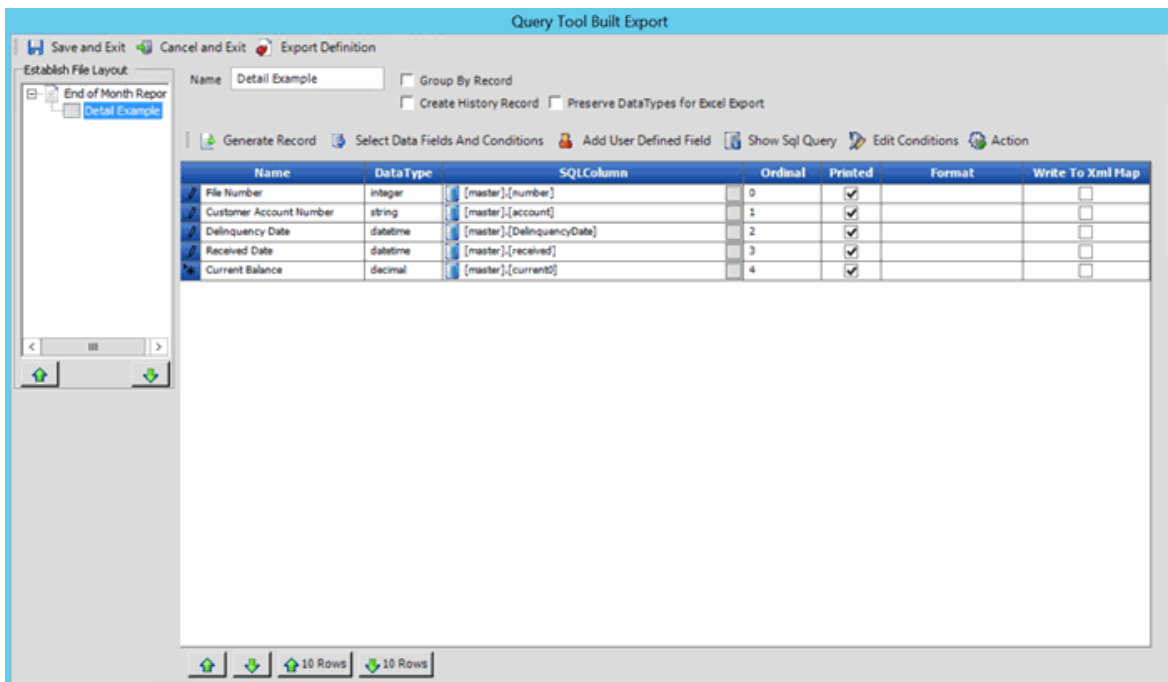 Query Tool Built Export
Save and Exit Cancel and Exit Export Definition
Establish File Layout
End of Month Repor
Detail Example
Name Detail Example Group By Record
Create History Record Preserve DataTypes for Excel Export
Generate Record Select Data Fields And Conditions Add User Defined Field Show Sql Query Edit Conditions Action
Name DataType SQLColumn Ordinal Printed Format Write To Xml Map
File Number integer [master].[number] 0
Customer Account Number string [master].[account] 1
Delinquency Date datetime [master].[DelinquencyDate] 2
Received Date datetime [master].[received] 3
Current Balance decimal [master].[current0] 4
10 Rows 10 Rows